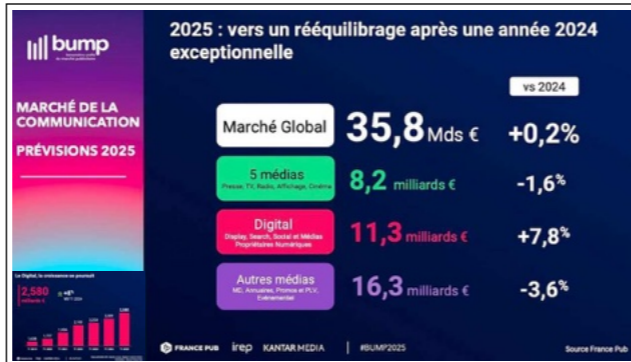 bump
MARCHÉ DE LA
COMMUNICATION
PRÉVISIONS 2025
2025 : vers un rééquilibrage après une année 2024
exceptionnelle
vs 2024
Marché Global
35,8 Mds €
+0,2%
5 médias
Presse, TV, Radio, Affichage, Cinéma
8,2 milliards €
-1,6%
Digital
Display, Search, Social et Médias
Propriétaires Numériques
11,3 milliards €
+7,8%
Autres médias
MD, Annuaires, Promos et PLV,
Evènementiel
16,3 milliards €
-3,6%
Le Digital, la croissance se poursuit
2,580
milliards €
FRANCE PUB
irep
KANTAR MEDIA
#BUMP2025
Source France Pub